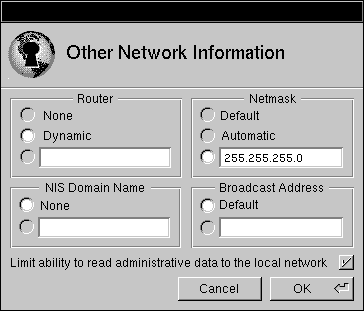 Other Network Information
Router
None
Dynamic
Netmask
Default
Automatic
255.255.255.0
NIS Domain Name
None
Broadcast Address
Default
Limit ability to read administrative data to the local network
Cancel
OK